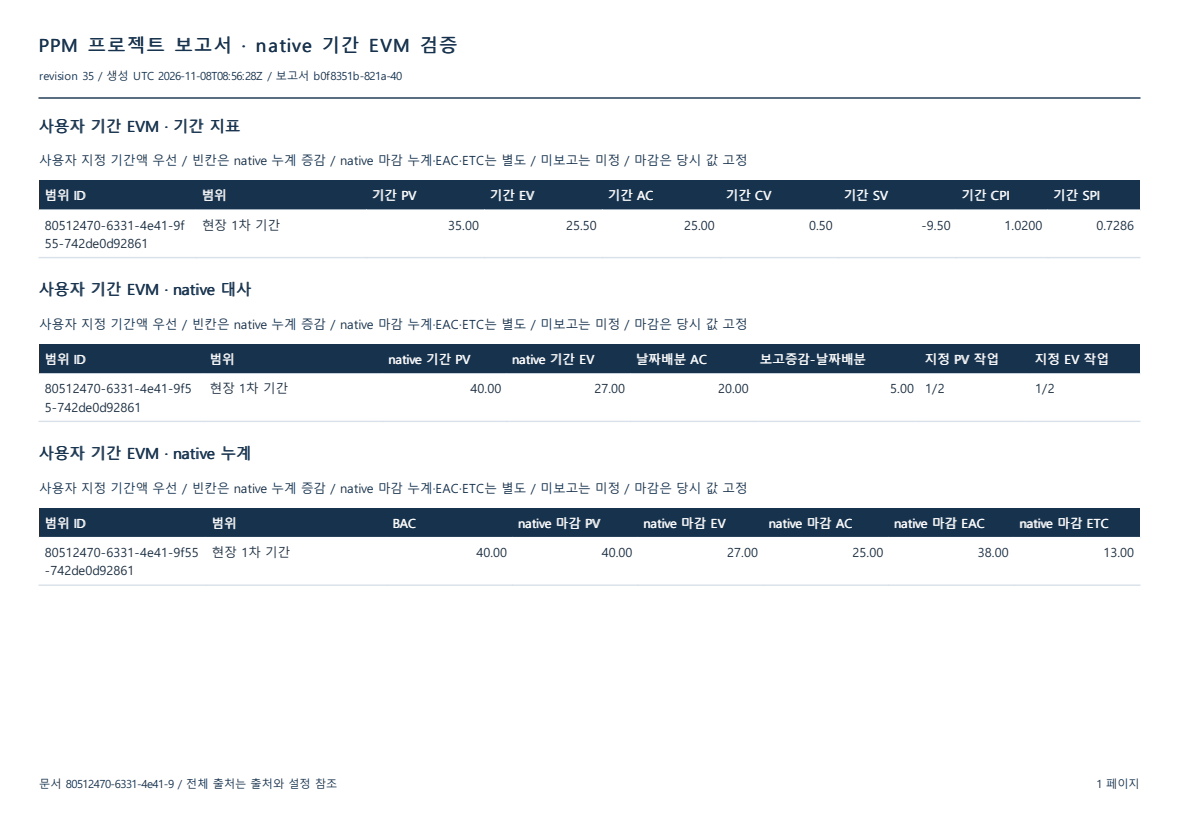 PPM 프로젝트 보고서 · native 기간 EVM 검증
revision 35 / 생성 UTC 2026-11-08T08:56:28Z / 보고서 b0f8351b-821a-40
사용자 기간 EVM · 기간 지표
사용자 지정 기간액 우선 / 빈칸은 native 누계 증감 / native 마감 누계·EAC·ETC는 별도 / 미보고는 미정 / 마감은 당시 값 고정
범위 ID 범위 기간 PV 기간 EV 기간 AC 기간 CV 기간 SV 기간 CPI 기간 SPI
80512470-6331-4e41-9f 현장 1차 기간 35.00 25.50 25.00 0.50 -9.50 1.0200 0.7286
55-742de0d92861
사용자 기간 EVM · native 대사
사용자 지정 기간액 우선 / 빈칸은 native 누계 증감 / native 마감 누계·EAC·ETC는 별도 / 미보고는 미정 / 마감은 당시 값 고정
범위 ID 범위 native 기간 PV native 기간 EV 날짜배분 AC 보고증감-날짜배분 지정 PV 작업 지정 EV 작업
80512470-6331-4e41-9f5 현장 1차 기간 40.00 27.00 20.00 5.00 1/2 1/2
5-742de0d92861
사용자 기간 EVM · native 누계
사용자 지정 기간액 우선 / 빈칸은 native 누계 증감 / native 마감 누계·EAC·ETC는 별도 / 미보고는 미정 / 마감은 당시 값 고정
범위 ID 범위 BAC native 마감 PV native 마감 EV native 마감 AC native 마감 EAC native 마감 ETC
80512470-6331-4e41-9f55 현장 1차 기간 40.00 40.00 27.00 25.00 38.00 13.00
-742de0d92861
문서 80512470-6331-4e41-9 / 전체 출처는 출처와 설정 참조 1 페이지